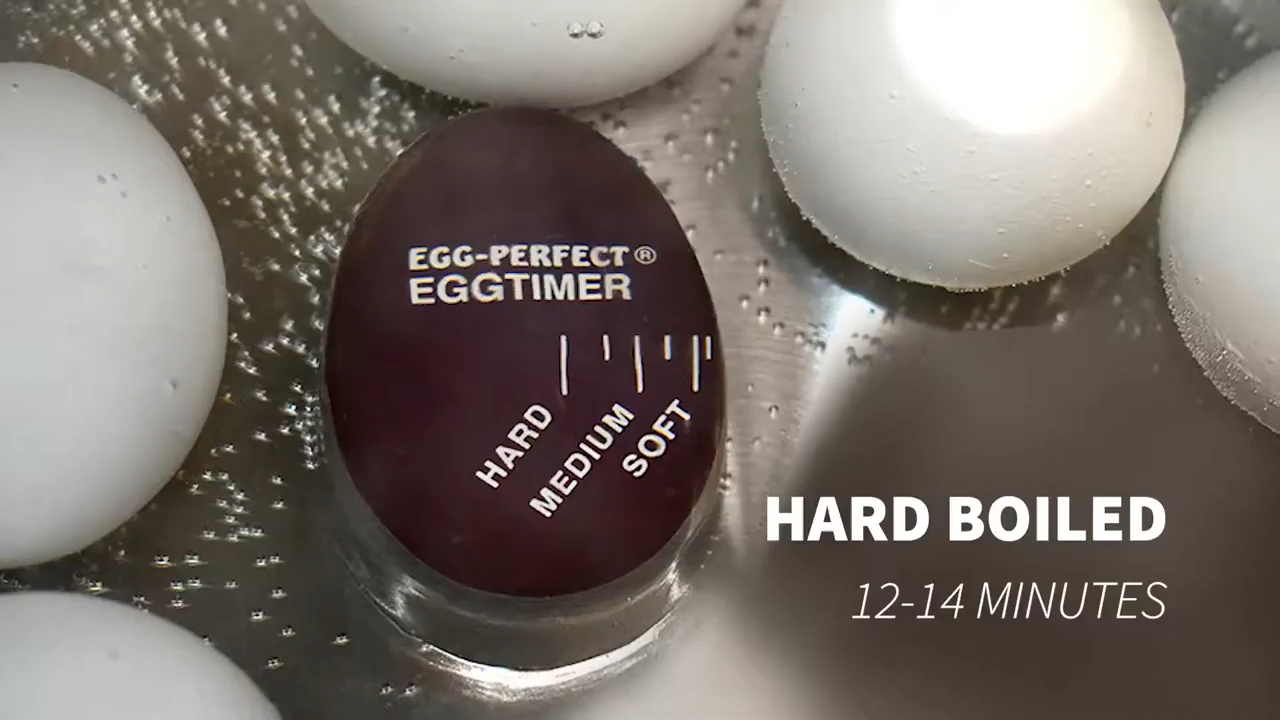 EGG-PERFECT®
EGGTIMER
HARD
MEDIUM
SOFT
HARD BOILED
12-14 MINUTES